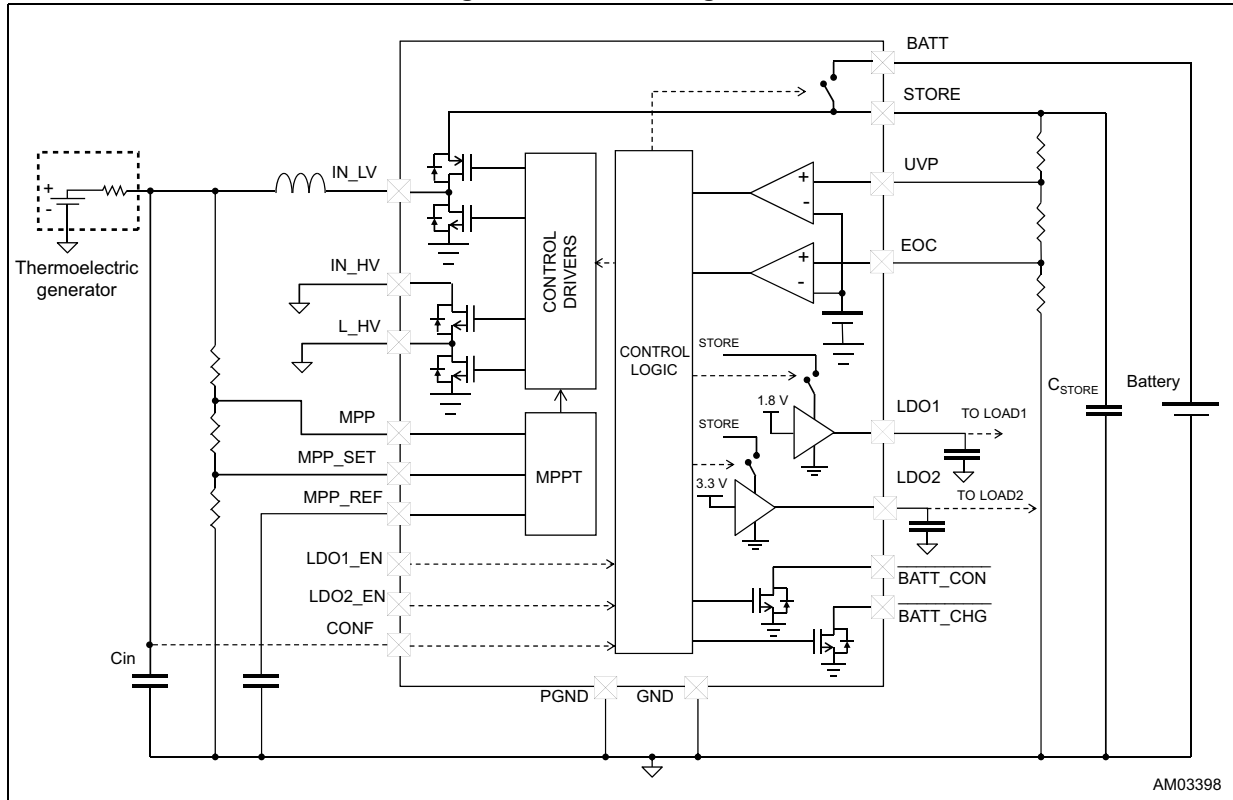 BATT
STORE
UVP
EOC
IN_LV
+
-
Thermoelectric
generator
IN_HV
L_HV
CONTROL
DRIVERS
CONTROL
LOGIC
+
-
+
-
STORE
1.8 V
STORE
3.3 V
CSTORE
Battery
LDO1
TO LOAD1
LDO2
TO LOAD2
MPP
MPP_SET
MPP_REF
MPPT
LDO1_EN
LDO2_EN
CONF
BATT_CON
BATT_CHG
Cin
PGND
GND
AM03398